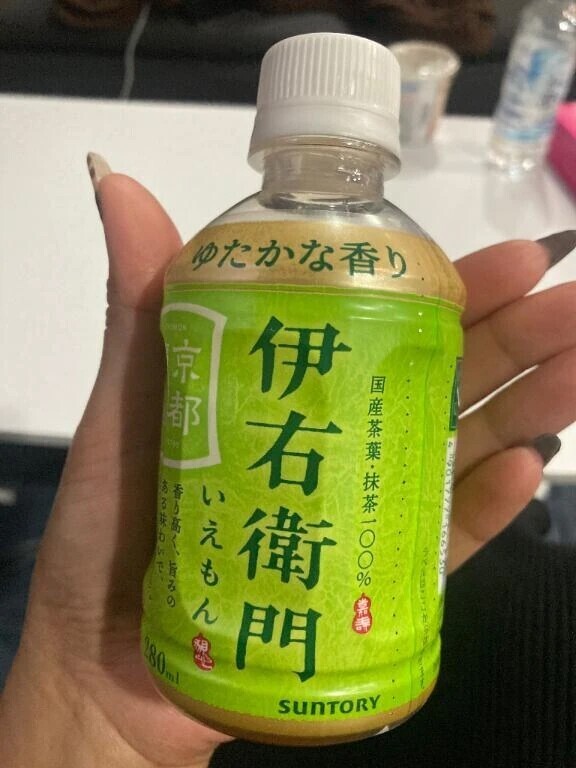 ゆたかな香り
伊右衛門
いえもん
国産茶葉・抹茶一〇〇%
京都
香り高く、旨みの
ある味わいで、
280ml
SUNTORY